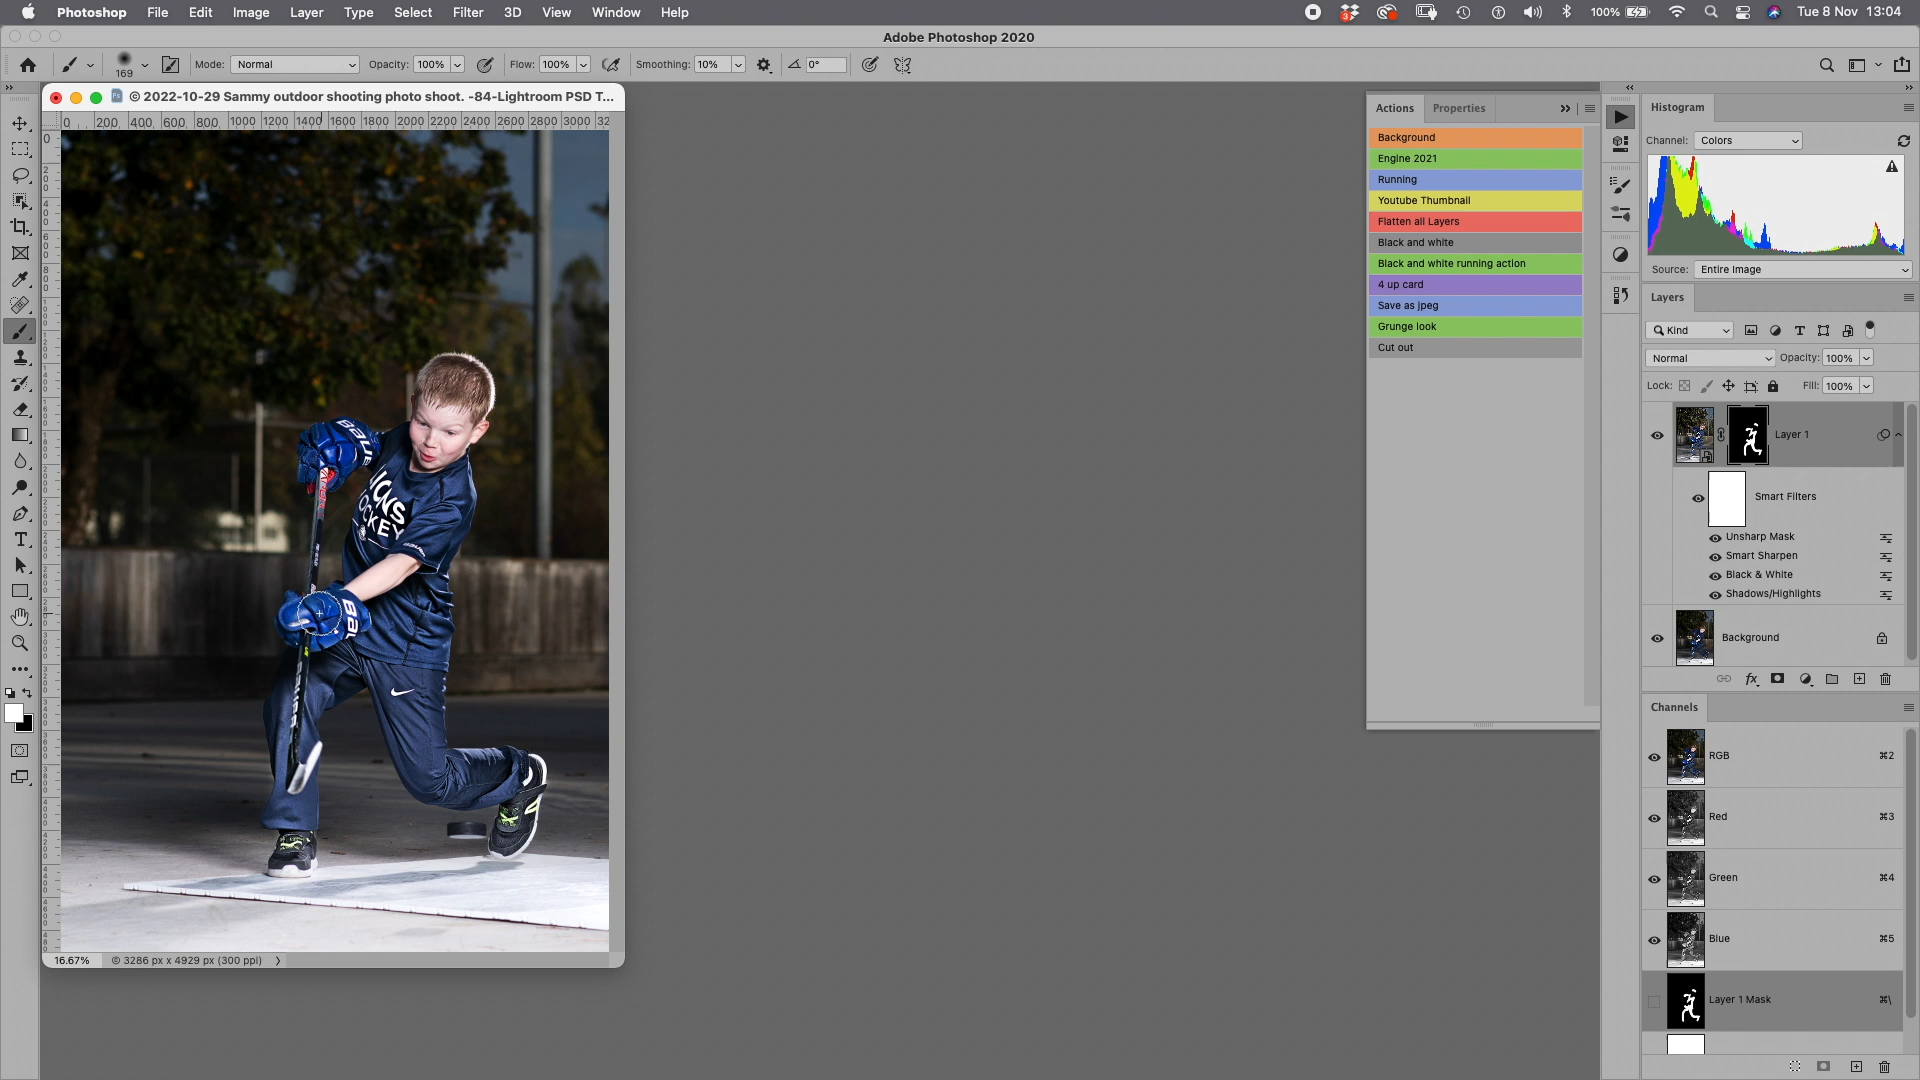 Photoshop File Edit Image Layer Type Select Filter 3D View Window Help 3 100% Tue 8 Nov 13:04
Adobe Photoshop 2020
169 Mode: Normal Opacity: 100% Flow: 100% Smoothing: 10% 0°
© 2022-10-29 Sammy outdoor shooting photo shoot. -84-Lightroom PSD T...
0 200 400 600 800 1000 1200 1400 1600 1800 2000 2200 2400 2600 2800 3000 32
HOCKEY
16.67% © 3286 px x 4929 px (300 ppi)
Actions Properties
Background
Engine 2021
Running
Youtube Thumbnail
Flatten all Layers
Black and white
Black and white running action
4 up card
Save as jpeg
Grunge look
Cut out
Histogram
Channel: Colors
Source: Entire Image
Layers
Kind
Normal Opacity: 100%
Lock: Fill: 100%
Layer 1
Smart Filters
Unsharp Mask
Smart Sharpen
Black & White
Shadows/Highlights
Background
fx
Channels
RGB ⌘2
Red ⌘3
Green ⌘4
Blue ⌘5
Layer 1 Mask ⌘\